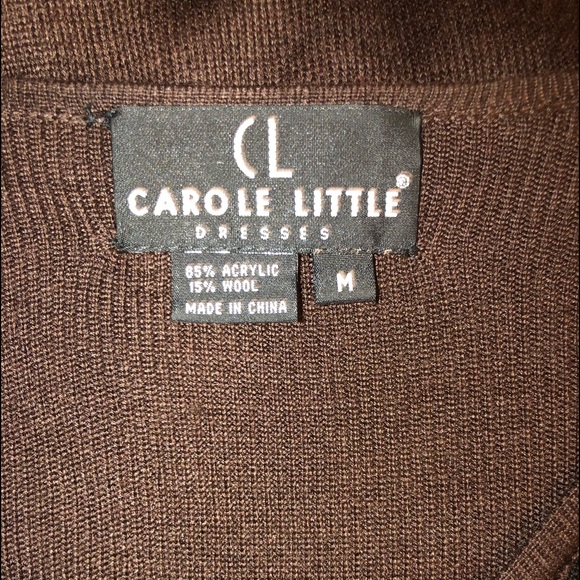 CL
CAROLE LITTLE®
DRESSES
85% ACRYLIC
15% WOOL
MADE IN CHINA
M